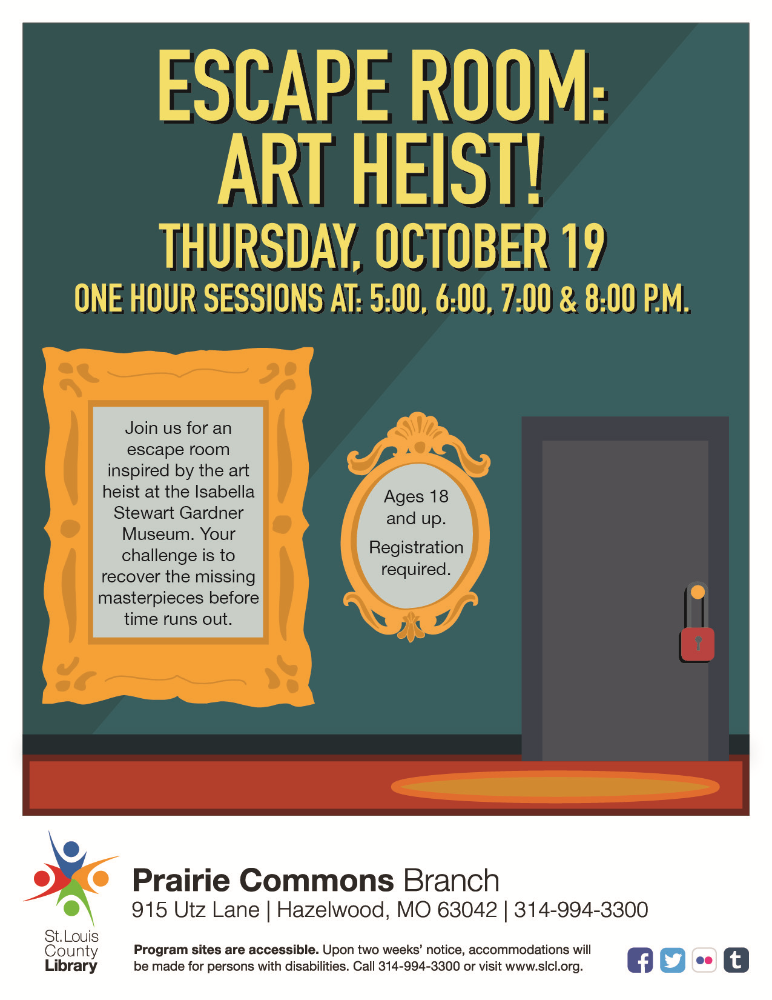 ESCAPE ROOM:
ART HEIST!
THURSDAY, OCTOBER 19
ONE HOUR SESSIONS AT: 5:00, 6:00, 7:00 & 8:00 P.M.
Join us for an
escape room
inspired by the art
heist at the Isabella
Stewart Gardner
Museum. Your
challenge is to
recover the missing
masterpieces before
time runs out.
Ages 18
and up.
Registration
required.
Prairie Commons Branch
915 Utz Lane | Hazelwood, MO 63042 | 314-994-3300
St. Louis
County
Library
Program sites are accessible. Upon two weeks’ notice, accommodations will
be made for persons with disabilities. Call 314-994-3300 or visit www.slcl.org.